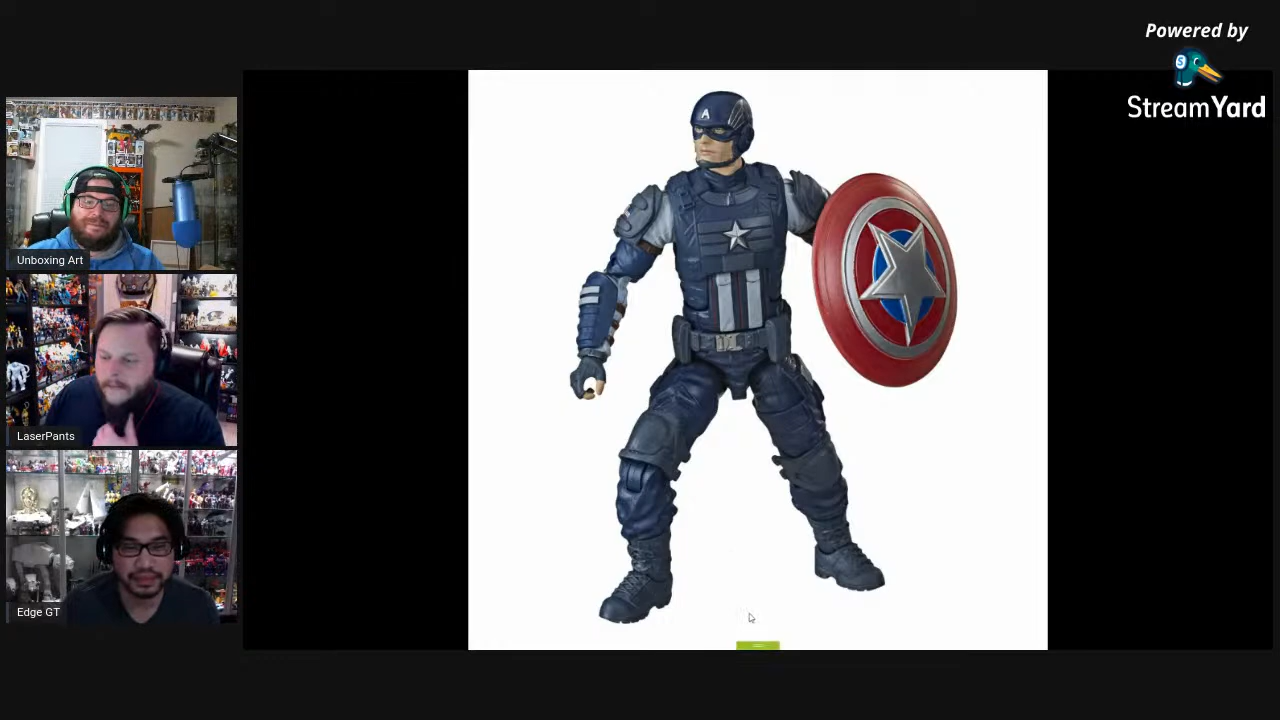 Powered by
StreamYard
Unboxing Art
LaserPants
Edge GT
A
S